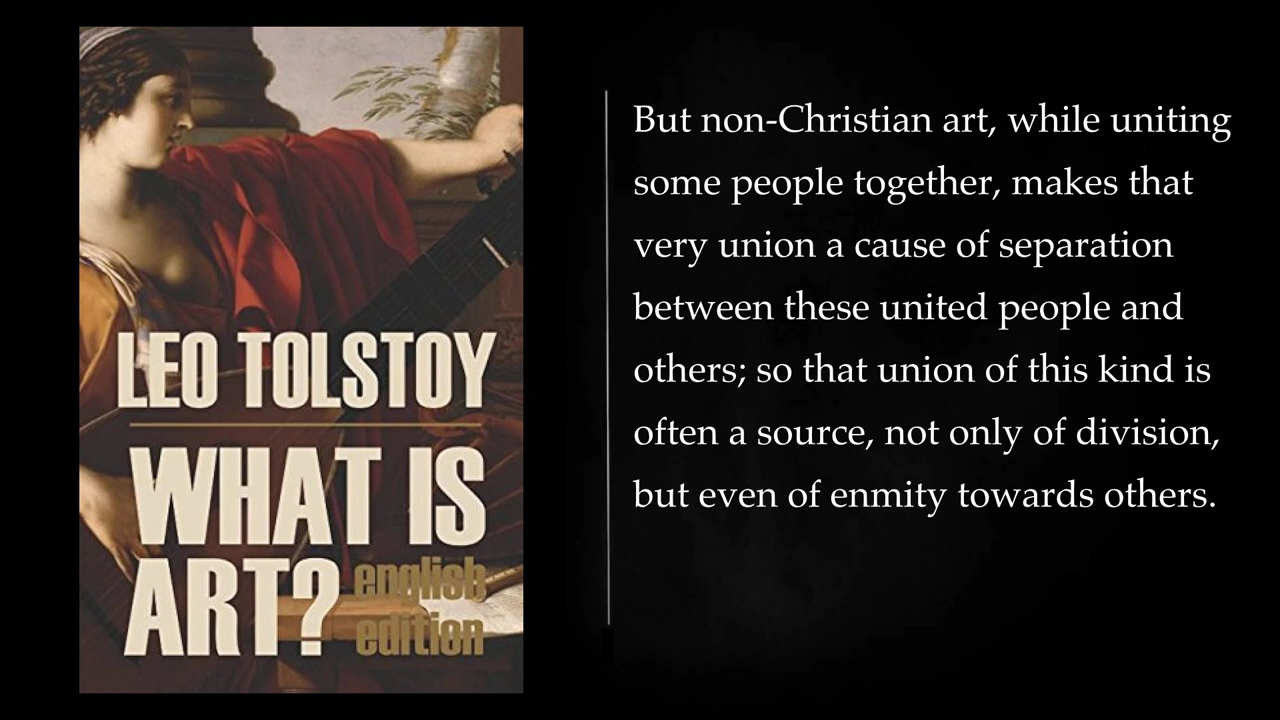 LEO TOLSTOY
WHAT IS
ART?
english
edition
But non-Christian art, while uniting
some people together, makes that
very union a cause of separation
between these united people and
others; so that union of this kind is
often a source, not only of division,
but even of enmity towards others.